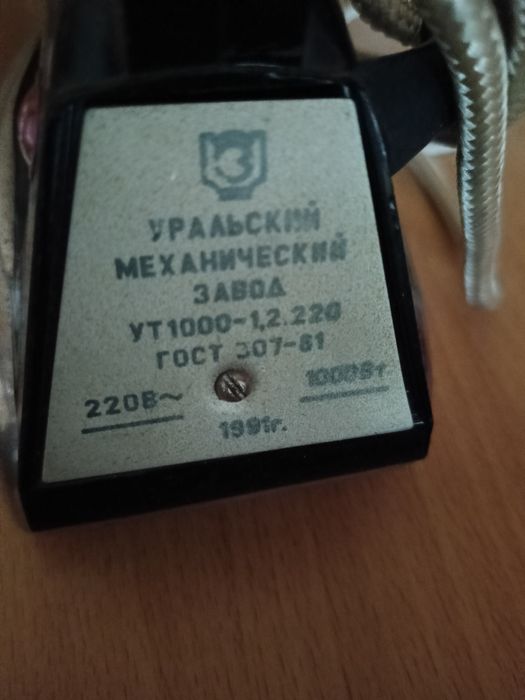 УРАЛЬСКИЙ
МЕХАНИЧЕСКИЙ
ЗАВОД
УТ1000-1,2.220
ГОСТ 307-81
220В~
1000Вт
1991г.